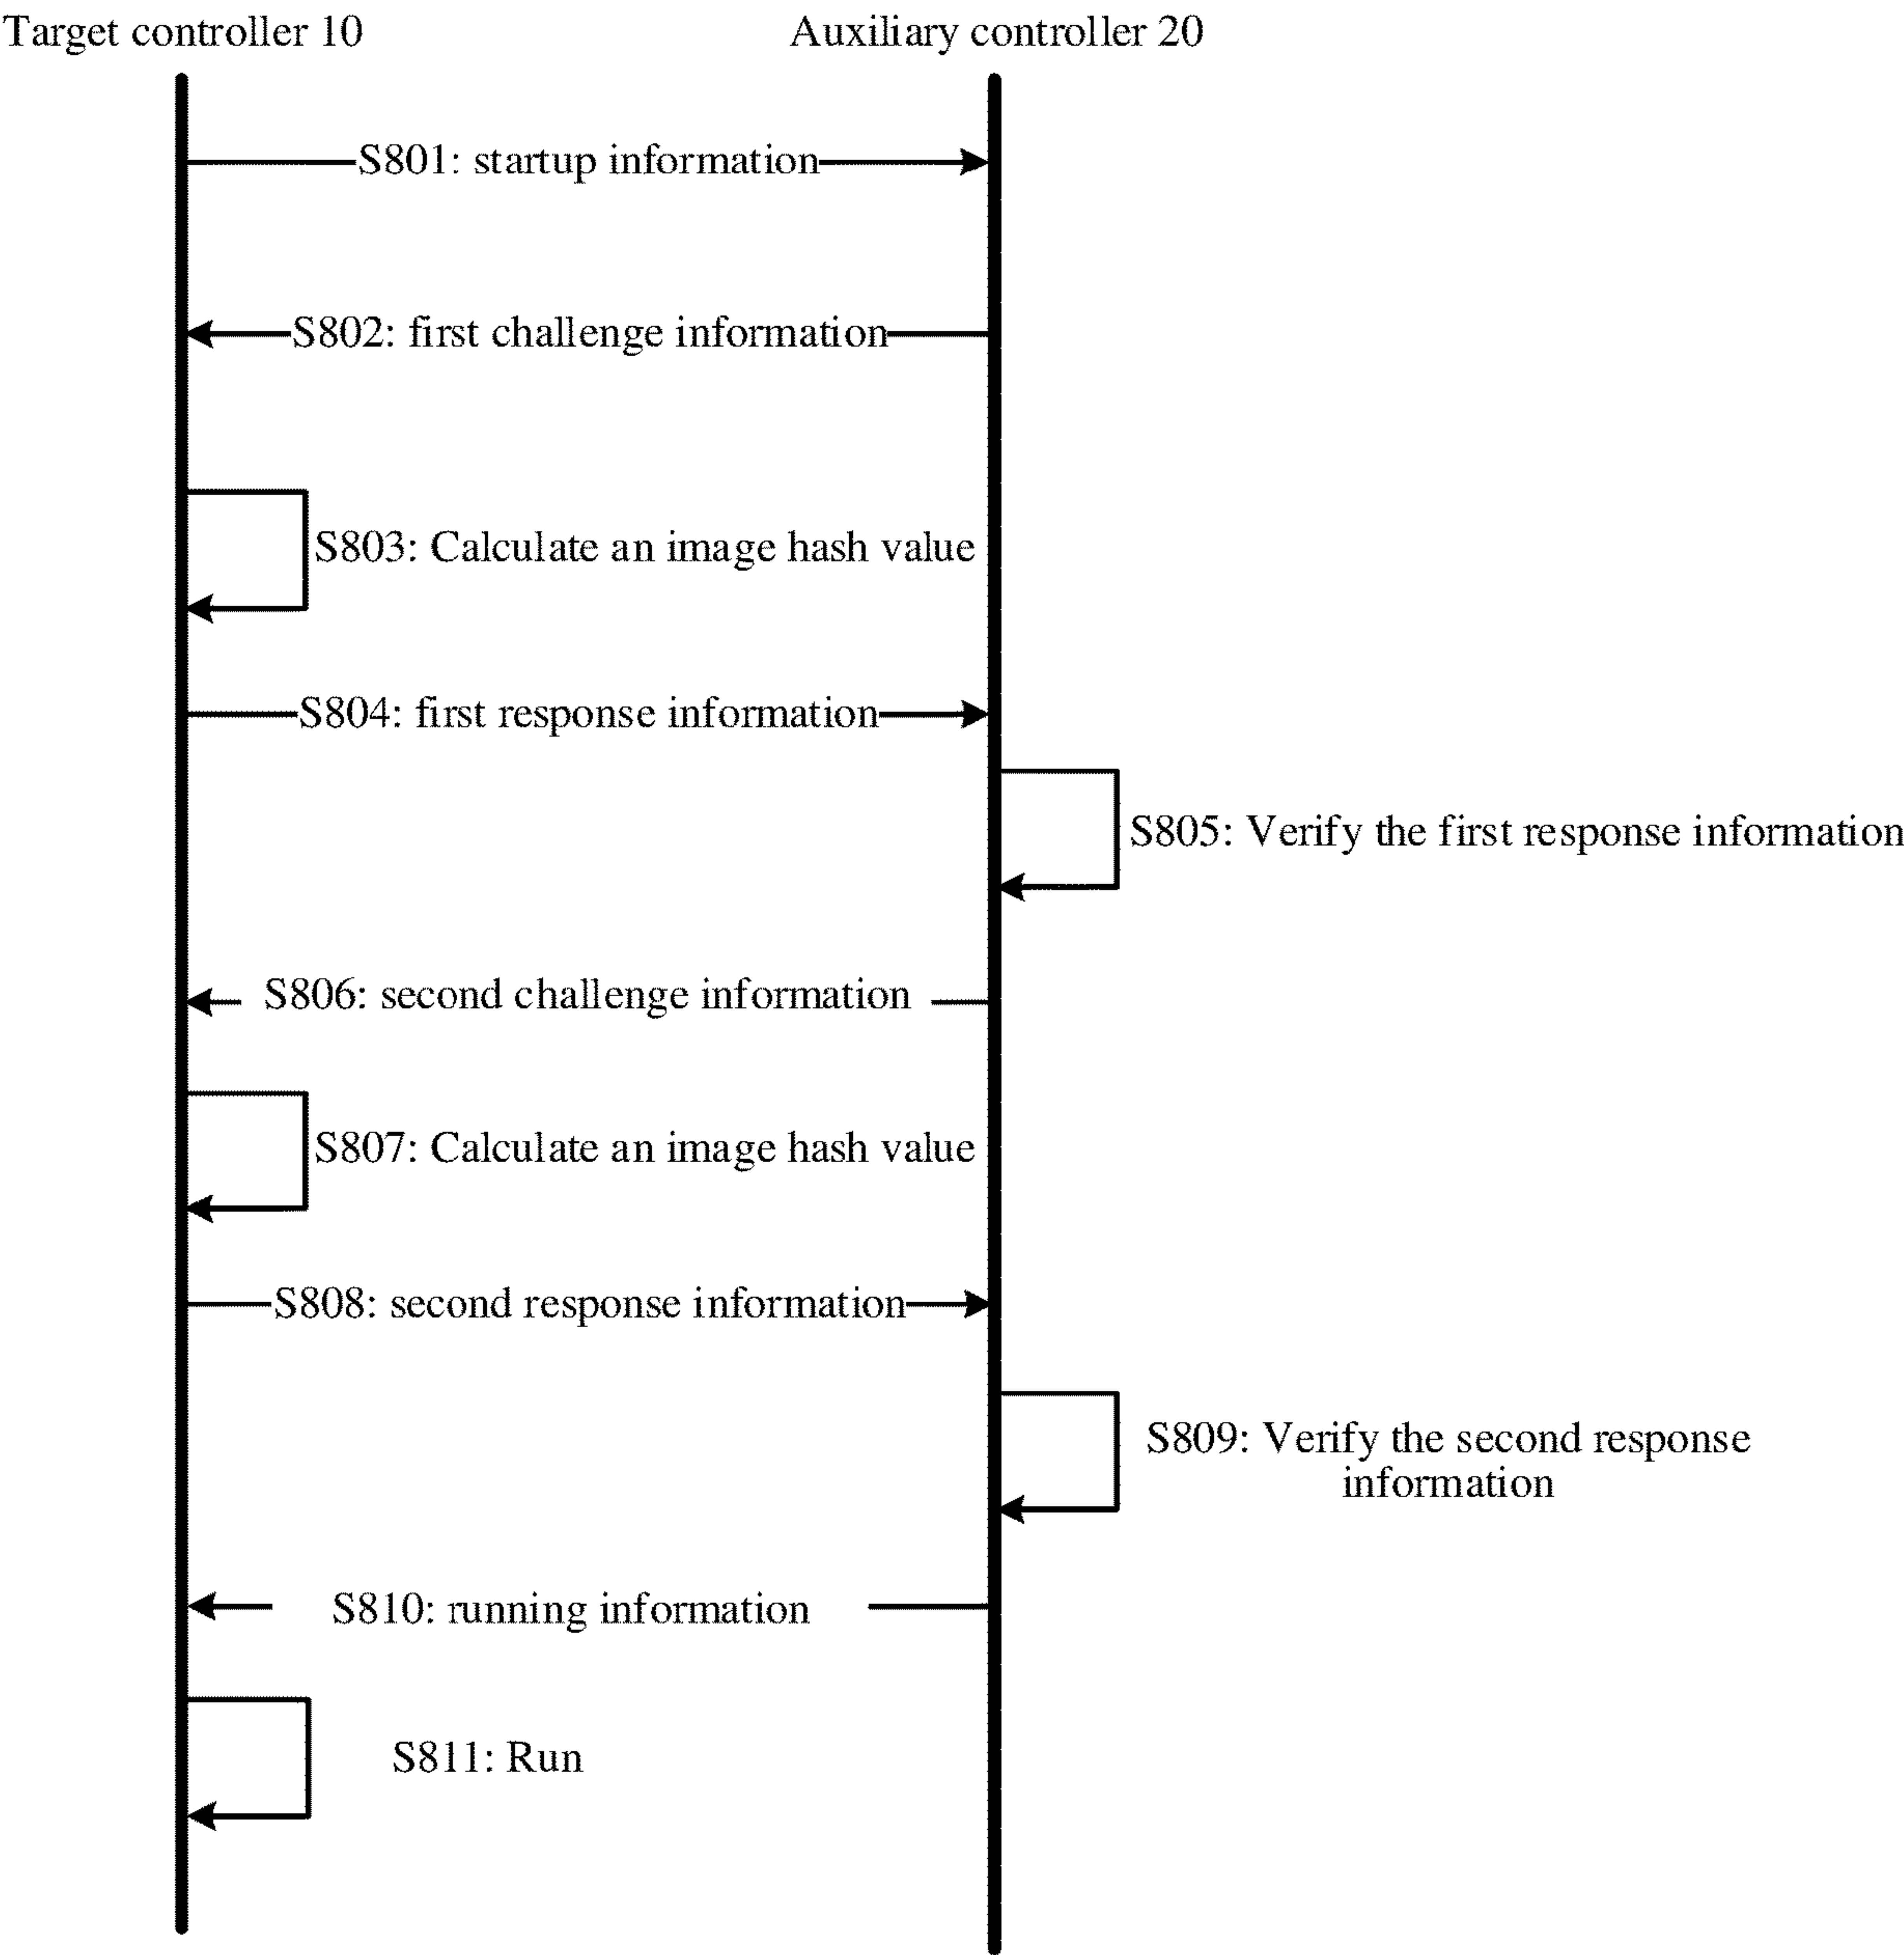 Target controller 10
Auxiliary controller 20
S801: startup information
S802: first challenge information
S803: Calculate an image hash value
S804: first response information
S805: Verify the first response information
S806: second challenge information
S807: Calculate an image hash value
S808: second response information
S809: Verify the second response
information
S810: running information
S811: Run